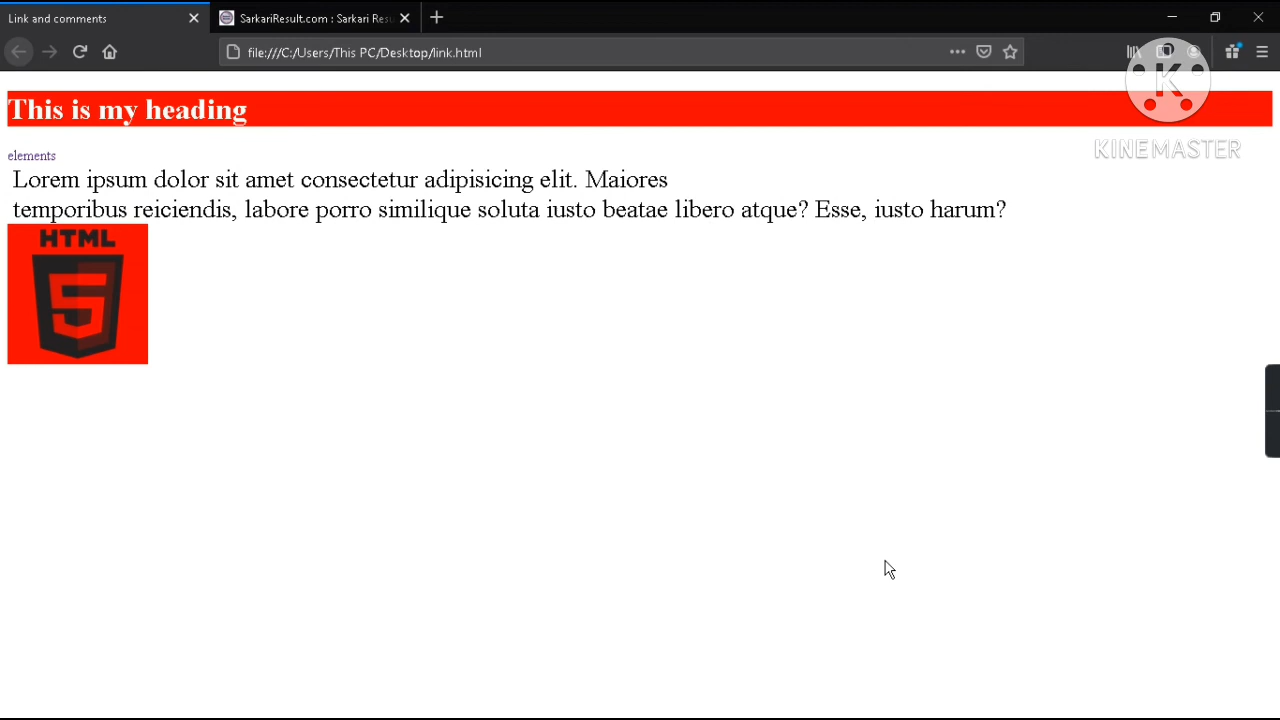 Link and comments
SarkariResult.com : Sarkari Res
file:///C:/Users/This PC/Desktop/link.html
K
KINEMASTER
This is my heading
elements
Lorem ipsum dolor sit amet consectetur adipisicing elit. Maiores
temporibus reiciendis, labore porro similique soluta iusto beatae libero atque? Esse, iusto harum?
HTML
5